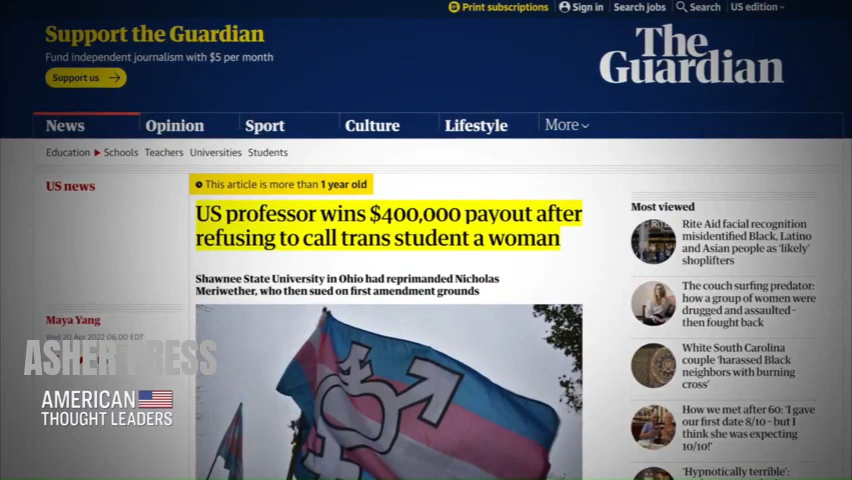 Print subscriptions
Sign in
Search jobs
Search
US edition
Support the Guardian
Fund independent journalism with $5 per month
Support us
The
Guardian
News
Opinion
Sport
Culture
Lifestyle
More
Education
Schools
Teachers
Universities
Students
US news
This article is more than 1 year old
US professor wins $400,000 payout after
refusing to call trans student a woman
Shawnee State University in Ohio had reprimanded Nicholas
Meriwether, who then sued on first amendment grounds
Maya Yang
Wed 20 Apr 2022 06.00 EDT
PRESS
AMERICAN
THOUGHT LEADERS
Most viewed
Rite Aid facial recognition
misidentified Black, Latino
and Asian people as 'likely'
shoplifters
The couch surfing predator:
how a group of women were
drugged and assaulted –
then fought back
White South Carolina
couple 'harassed Black
neighbors with burning
cross'
How we met after 60: 'I gave
our first date 8/10 – but I
think she was expecting
10/10!'
'Hypnotically terrible':